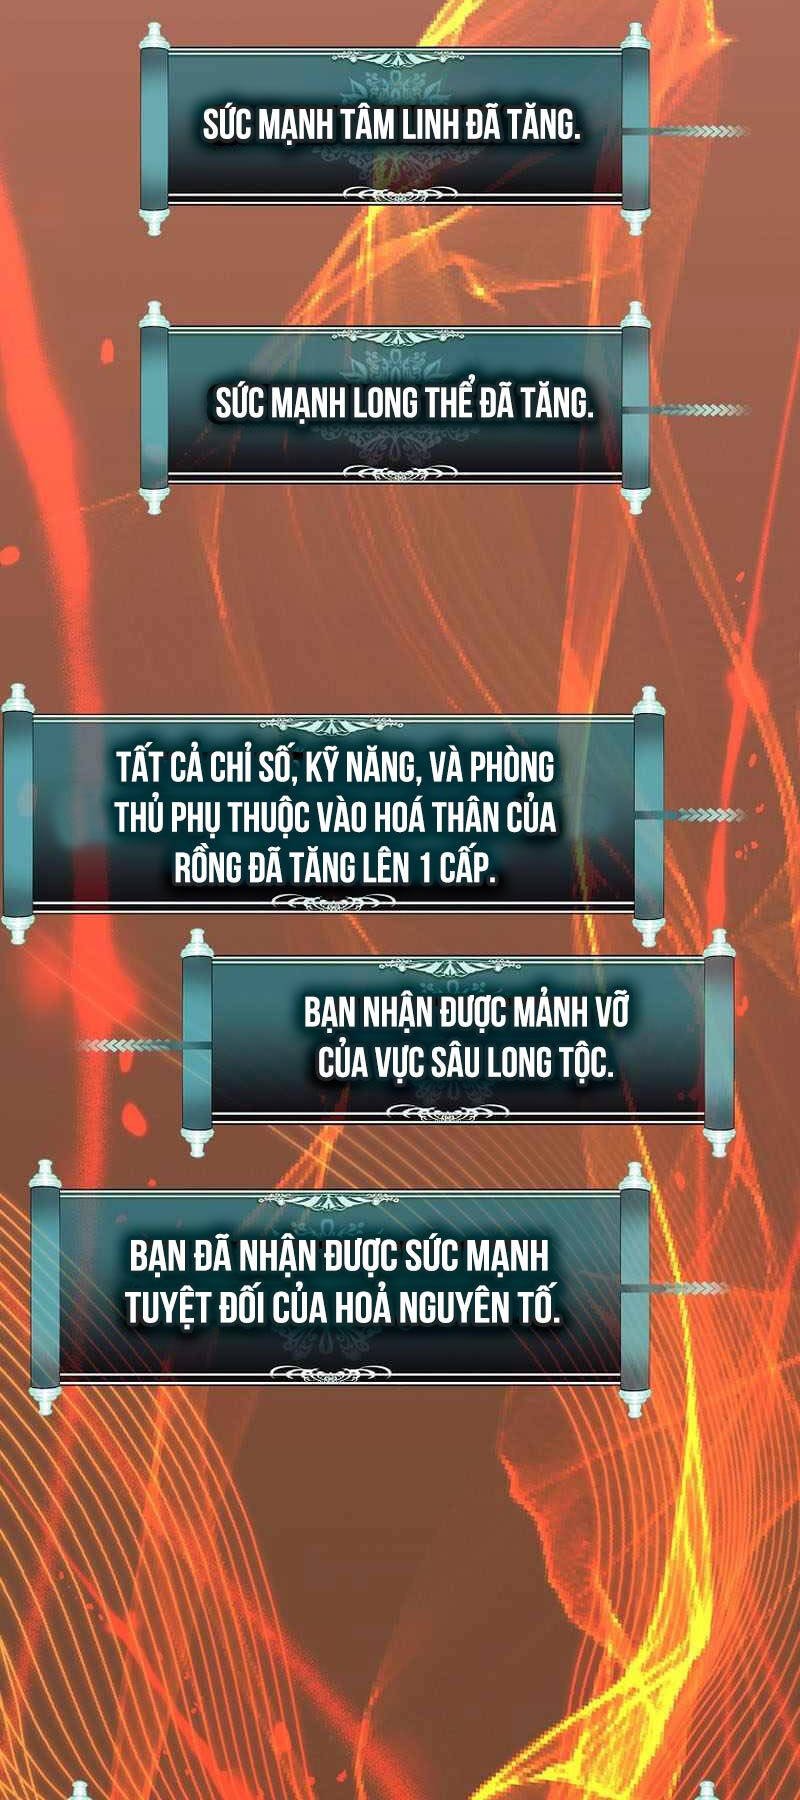 SỨC MẠNH TÂM LINH ĐÃ TĂNG.
SỨC MẠNH LONG THỂ ĐÃ TĂNG.
TẤT CẢ CHỈ SỐ, KỸ NĂNG, VÀ PHÒNG
THỦ PHỤ THUỘC VÀO HOÁ THÂN CỦA
RỒNG ĐÃ TĂNG LÊN 1 CẤP.
BẠN NHẬN ĐƯỢC MẢNH VỠ
CỦA VỰC SÂU LONG TỘC.
BẠN ĐÃ NHẬN ĐƯỢC SỨC MẠNH
TUYỆT ĐỐI CỦA HOẢ NGUYÊN TỐ.